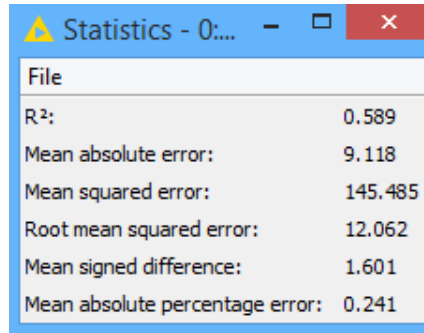 Statistics - 0:...
File
R²: 0.589
Mean absolute error: 9.118
Mean squared error: 145.485
Root mean squared error: 12.062
Mean signed difference: 1.601
Mean absolute percentage error: 0.241